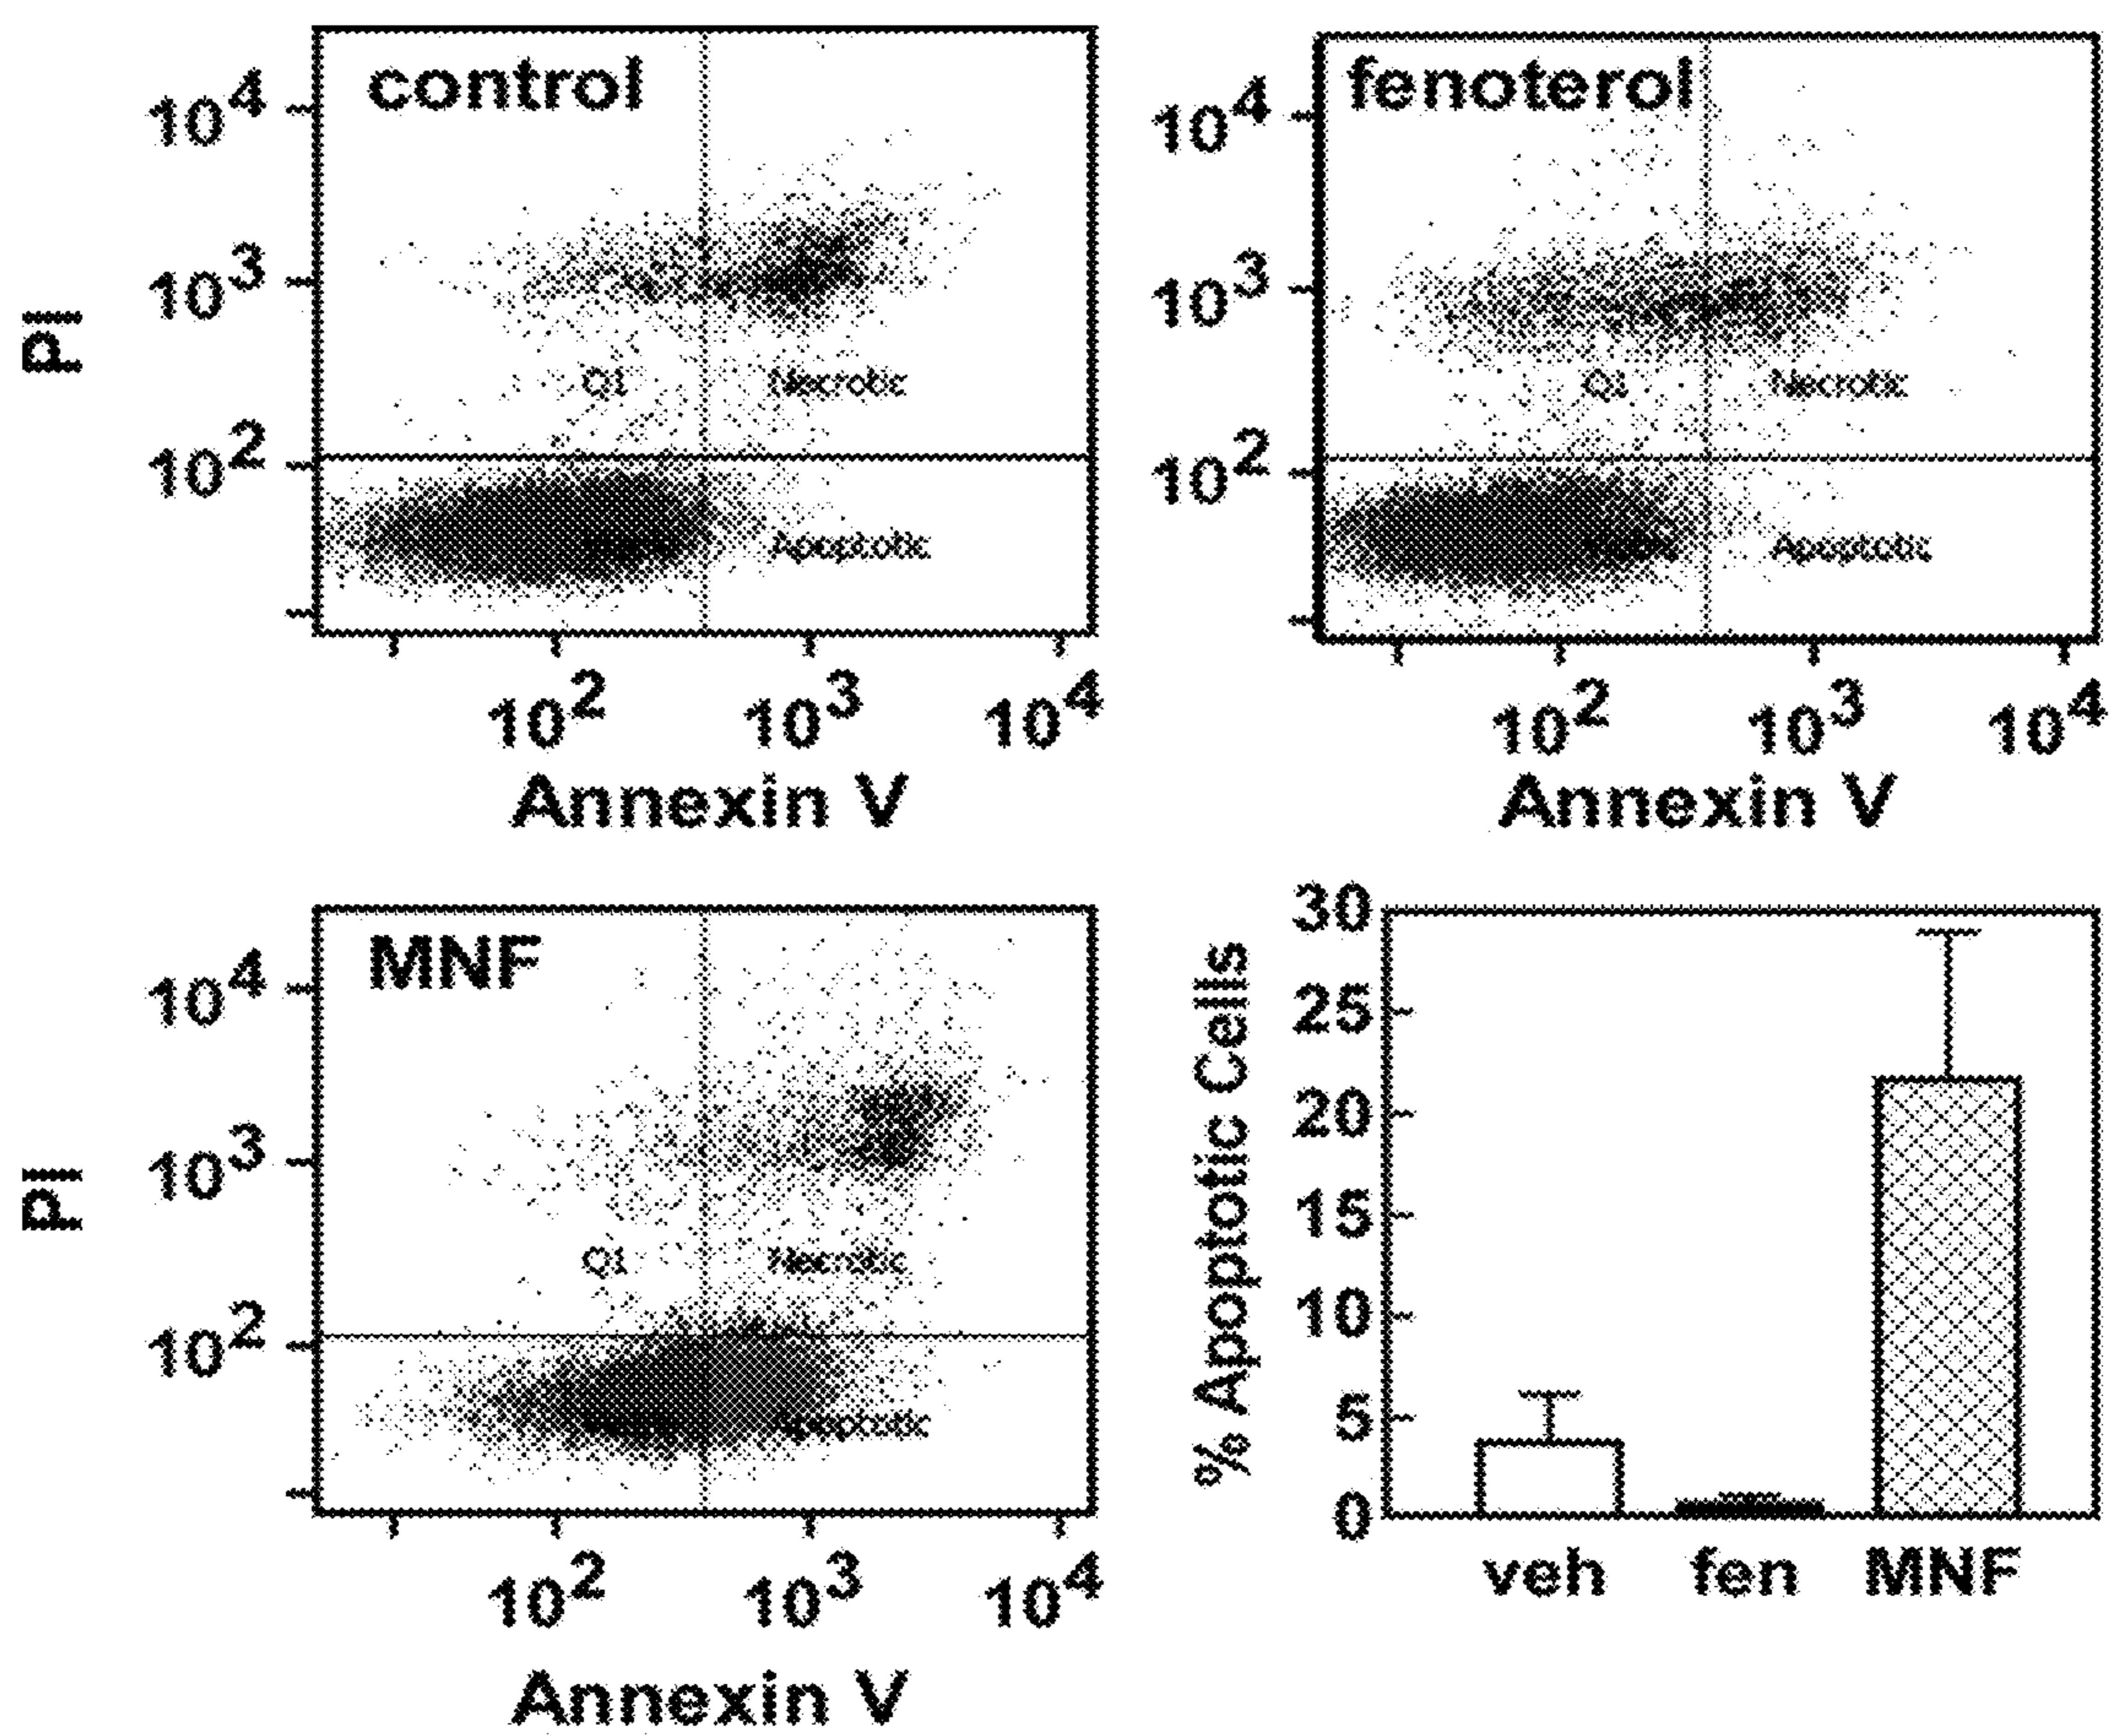 control
10^4
10^3
10^2
PI
Q1
Necrotic
Apoptotic
10^2 10^3 10^4
Annexin V
fenoterol
10^4
10^3
10^2
Q1
Necrotic
Apoptotic
10^2 10^3 10^4
Annexin V
MNF
10^4
10^3
10^2
PI
Q1
Necrotic
Apoptotic
10^2 10^3 10^4
Annexin V
% Apoptotic Cells
30
25
20
15
10
5
0
veh fen MNF